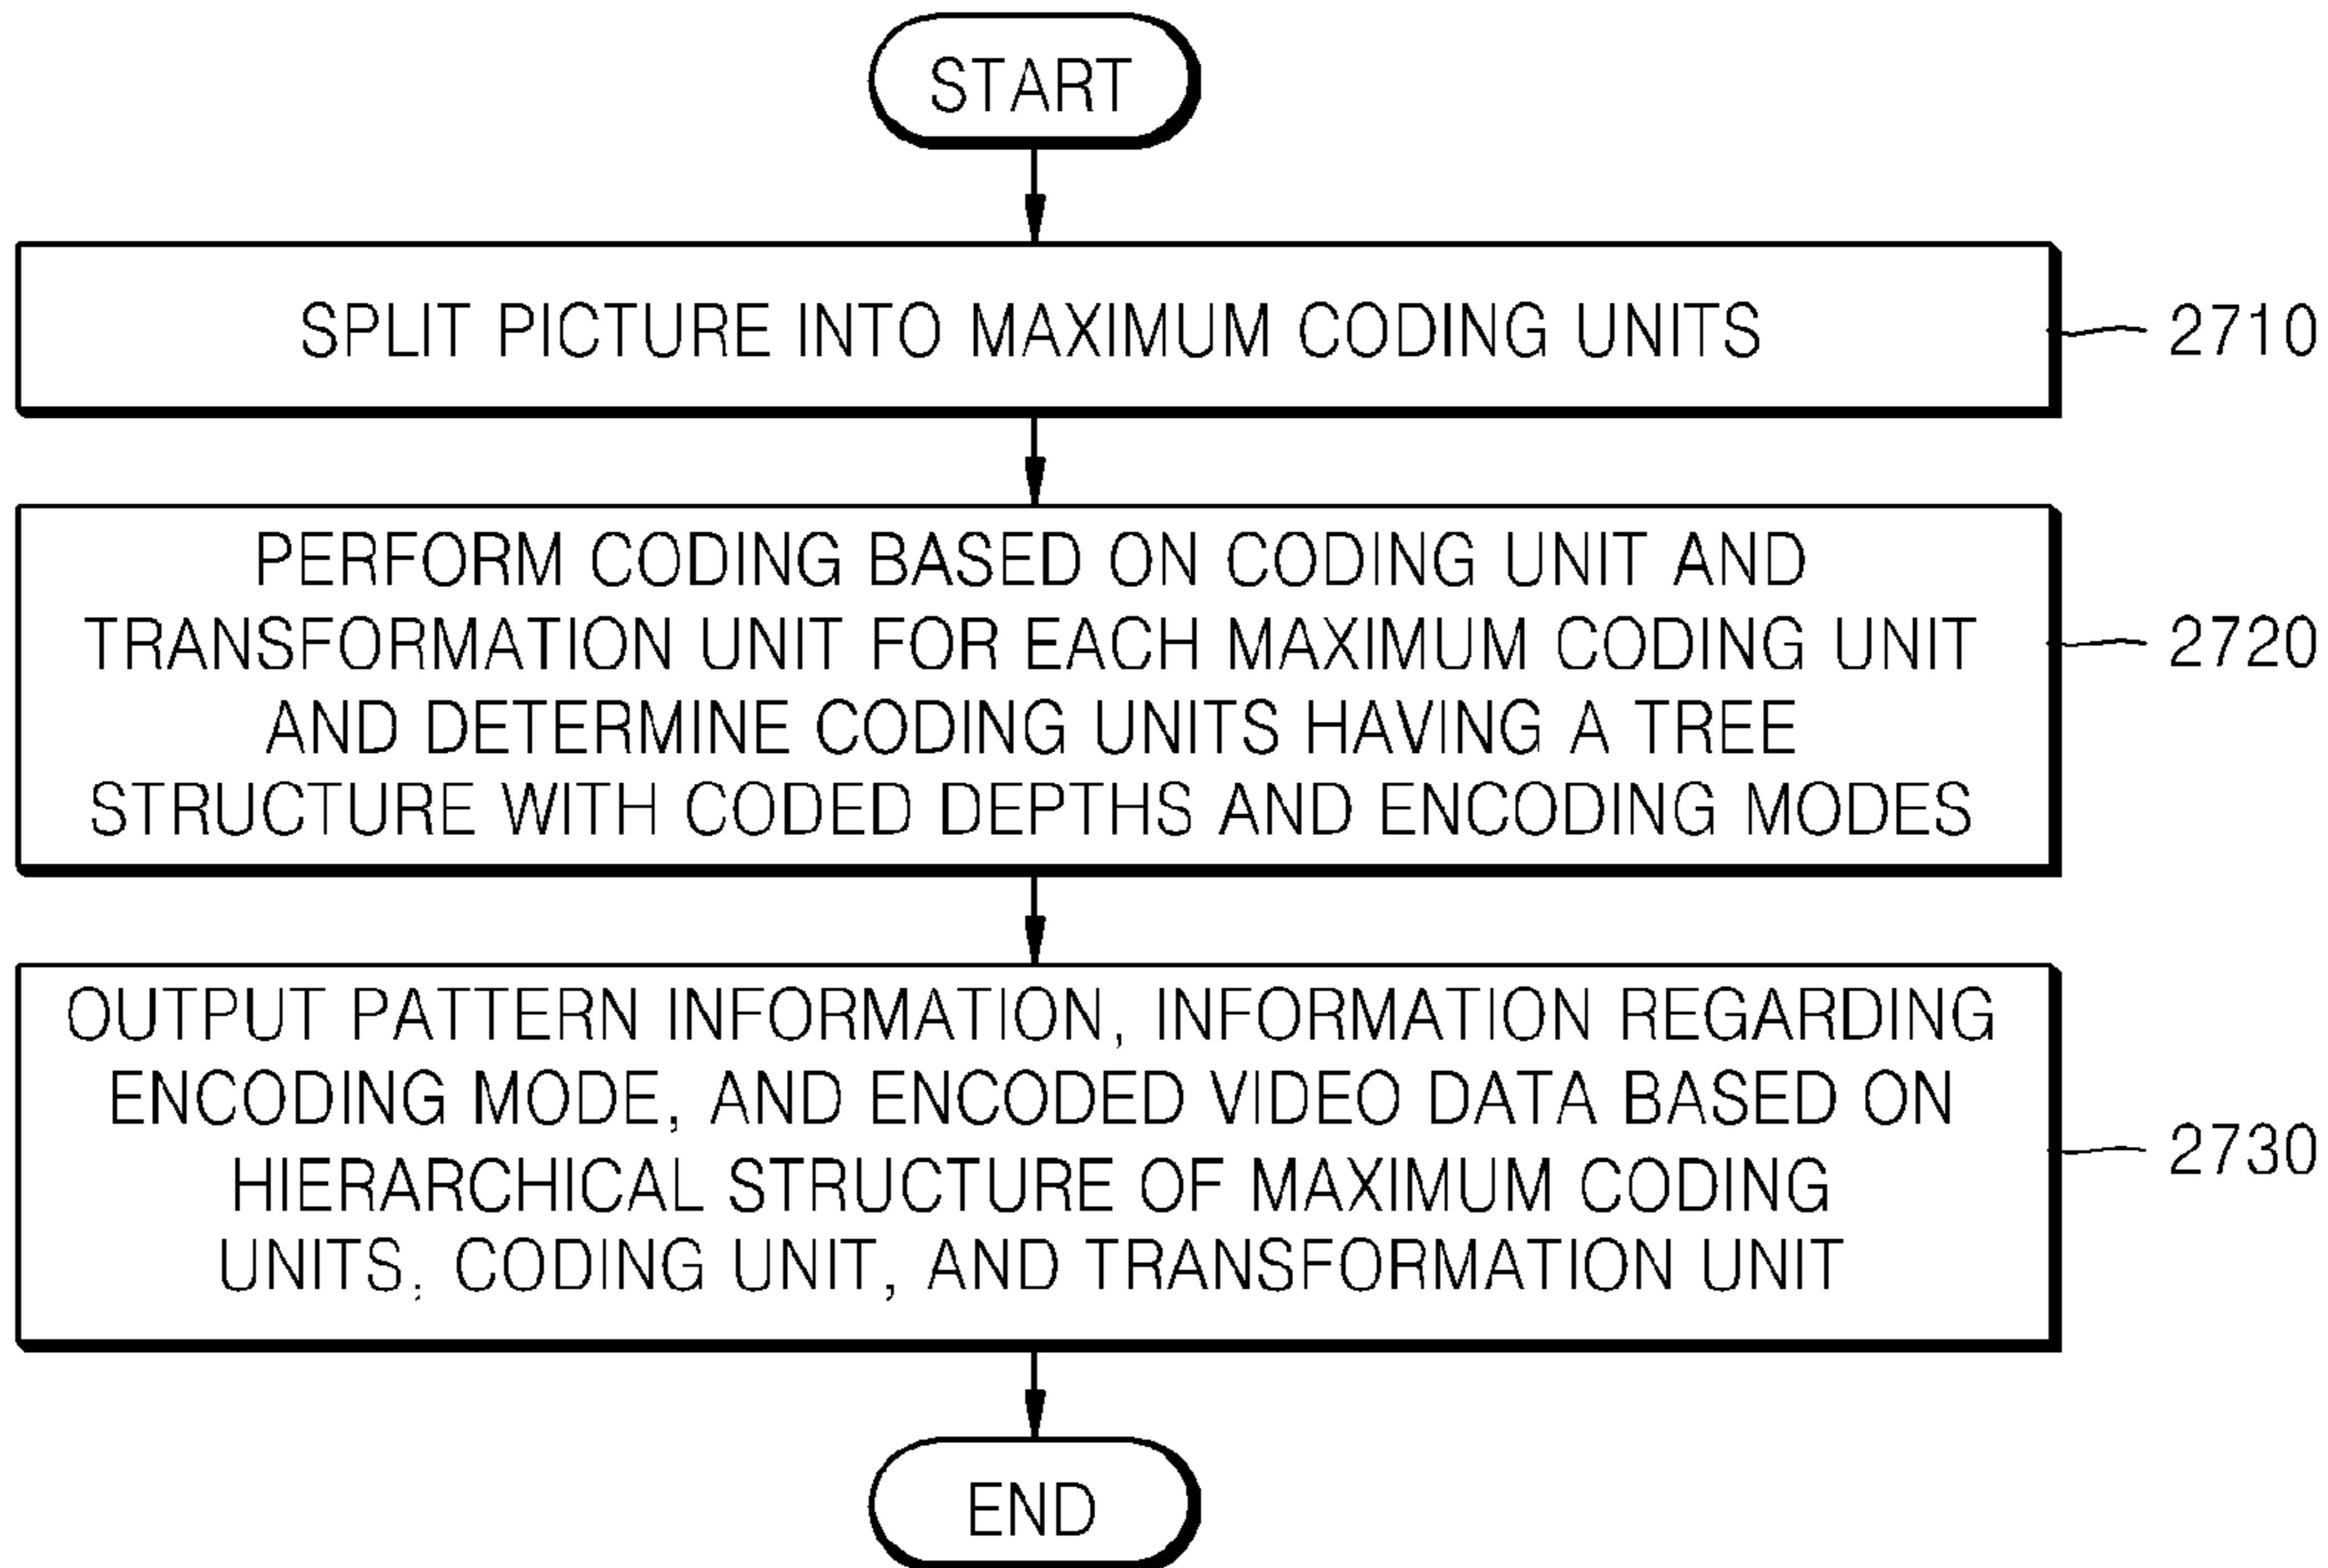 START
SPLIT PICTURE INTO MAXIMUM CODING UNITS
2710
PERFORM CODING BASED ON CODING UNIT AND
TRANSFORMATION UNIT FOR EACH MAXIMUM CODING UNIT
AND DETERMINE CODING UNITS HAVING A TREE
STRUCTURE WITH CODED DEPTHS AND ENCODING MODES
2720
OUTPUT PATTERN INFORMATION, INFORMATION REGARDING
ENCODING MODE, AND ENCODED VIDEO DATA BASED ON
HIERARCHICAL STRUCTURE OF MAXIMUM CODING
UNITS, CODING UNIT, AND TRANSFORMATION UNIT
2730
END